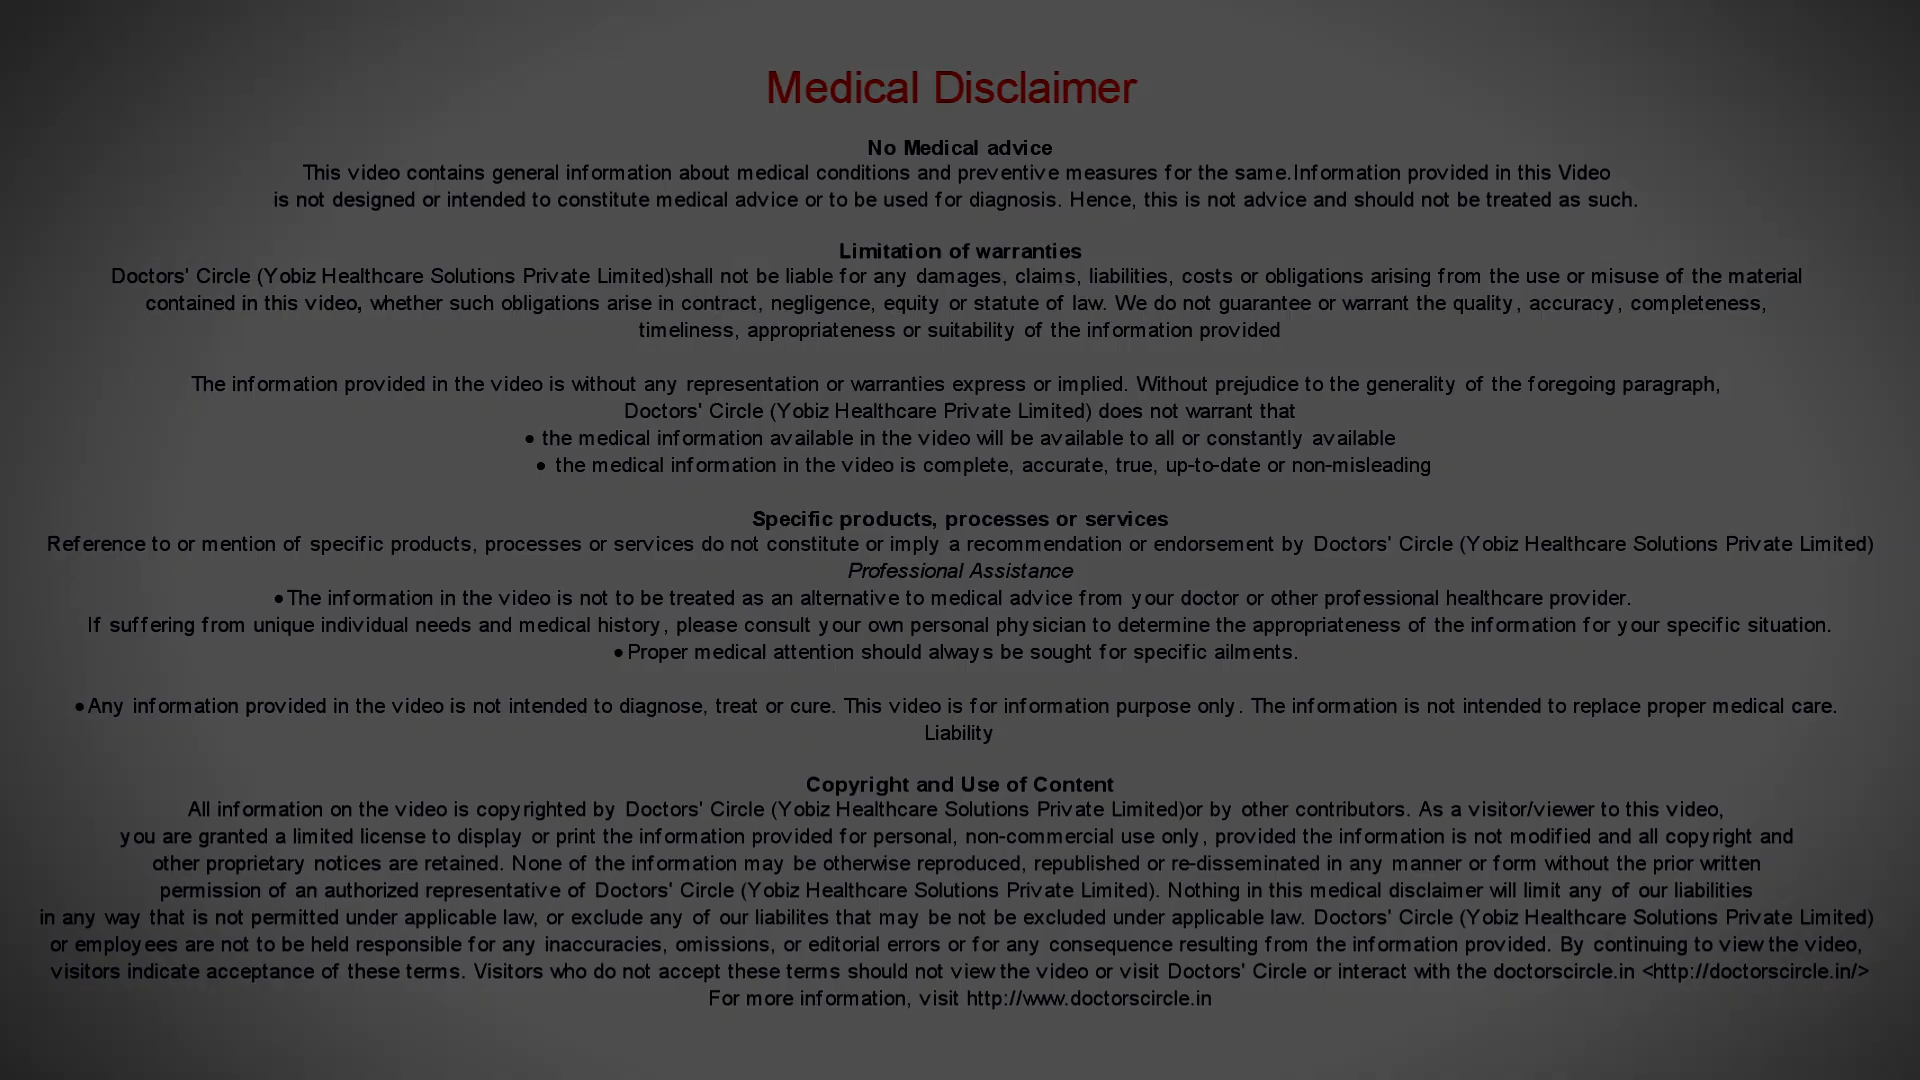 Medical Disclaimer
No Medical advice
This video contains general information about medical conditions and preventive measures for the same.Information provided in this Video
is not designed or intended to constitute medical advice or to be used for diagnosis. Hence, this is not advice and should not be treated as such.
Limitation of warranties
Doctors' Circle (Yobiz Healthcare Solutions Private Limited)shall not be liable for any damages, claims, liabilities, costs or obligations arising from the use or misuse of the material
contained in this video, whether such obligations arise in contract, negligence, equity or statute of law. We do not guarantee or warrant the quality, accuracy, completeness,
timeliness, appropriateness or suitability of the information provided
The information provided in the video is without any representation or warranties express or implied. Without prejudice to the generality of the foregoing paragraph,
Doctors' Circle (Yobiz Healthcare Private Limited) does not warrant that
● the medical information available in the video will be available to all or constantly available
● the medical information in the video is complete, accurate, true, up-to-date or non-misleading
Specific products, processes or services
Reference to or mention of specific products, processes or services do not constitute or imply a recommendation or endorsement by Doctors' Circle (Yobiz Healthcare Solutions Private Limited)
Professional Assistance
●The information in the video is not to be treated as an alternative to medical advice from your doctor or other professional healthcare provider.
If suffering from unique individual needs and medical history, please consult your own personal physician to determine the appropriateness of the information for your specific situation.
●Proper medical attention should always be sought for specific ailments.
●Any information provided in the video is not intended to diagnose, treat or cure. This video is for information purpose only. The information is not intended to replace proper medical care.
Liability
Copyright and Use of Content
All information on the video is copyrighted by Doctors' Circle (Yobiz Healthcare Solutions Private Limited)or by other contributors. As a visitor/viewer to this video,
you are granted a limited license to display or print the information provided for personal, non-commercial use only, provided the information is not modified and all copyright and
other proprietary notices are retained. None of the information may be otherwise reproduced, republished or re-disseminated in any manner or form without the prior written
permission of an authorized representative of Doctors' Circle (Yobiz Healthcare Solutions Private Limited). Nothing in this medical disclaimer will limit any of our liabilities
in any way that is not permitted under applicable law, or exclude any of our liabilites that may be not be excluded under applicable law. Doctors' Circle (Yobiz Healthcare Solutions Private Limited)
or employees are not to be held responsible for any inaccuracies, omissions, or editorial errors or for any consequence resulting from the information provided. By continuing to view the video,
visitors indicate acceptance of these terms. Visitors who do not accept these terms should not view the video or visit Doctors' Circle or interact with the doctorscircle.in <http://doctorscircle.in/>
For more information, visit http://www.doctorscircle.in